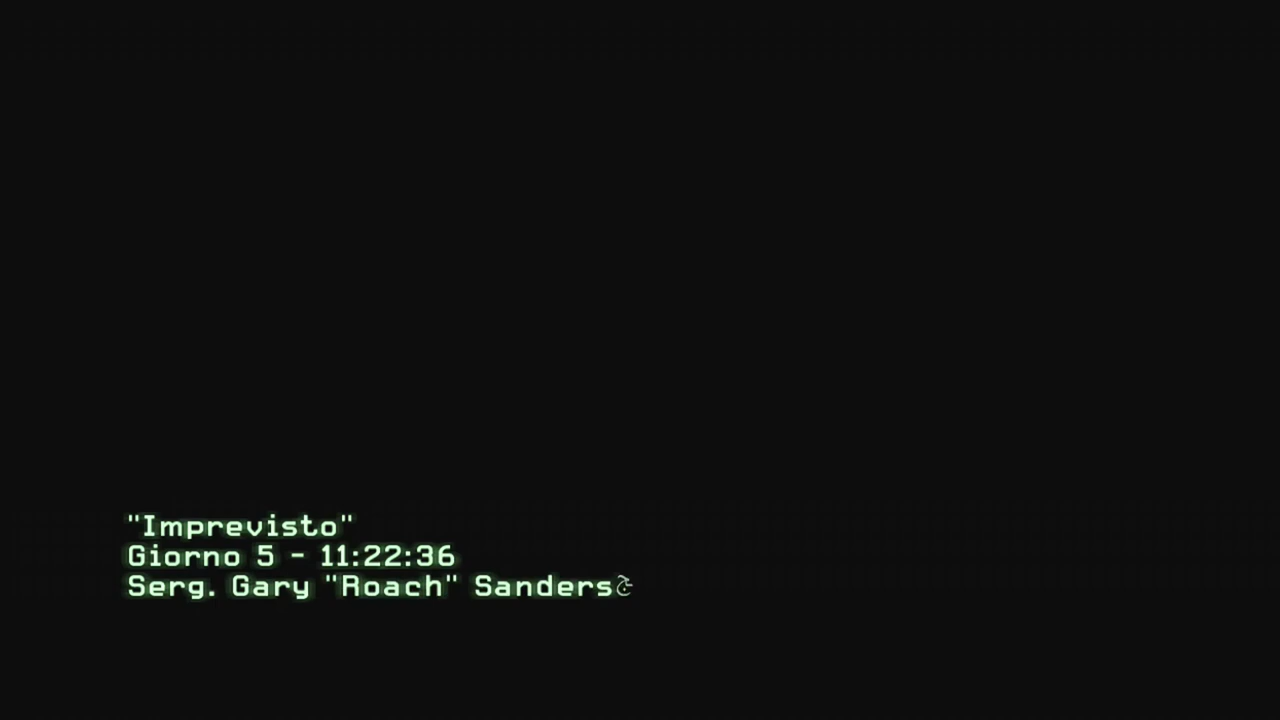 "Imprevisto"
Giorno 5 - 11:22:36
Serg. Gary "Roach" Sanders